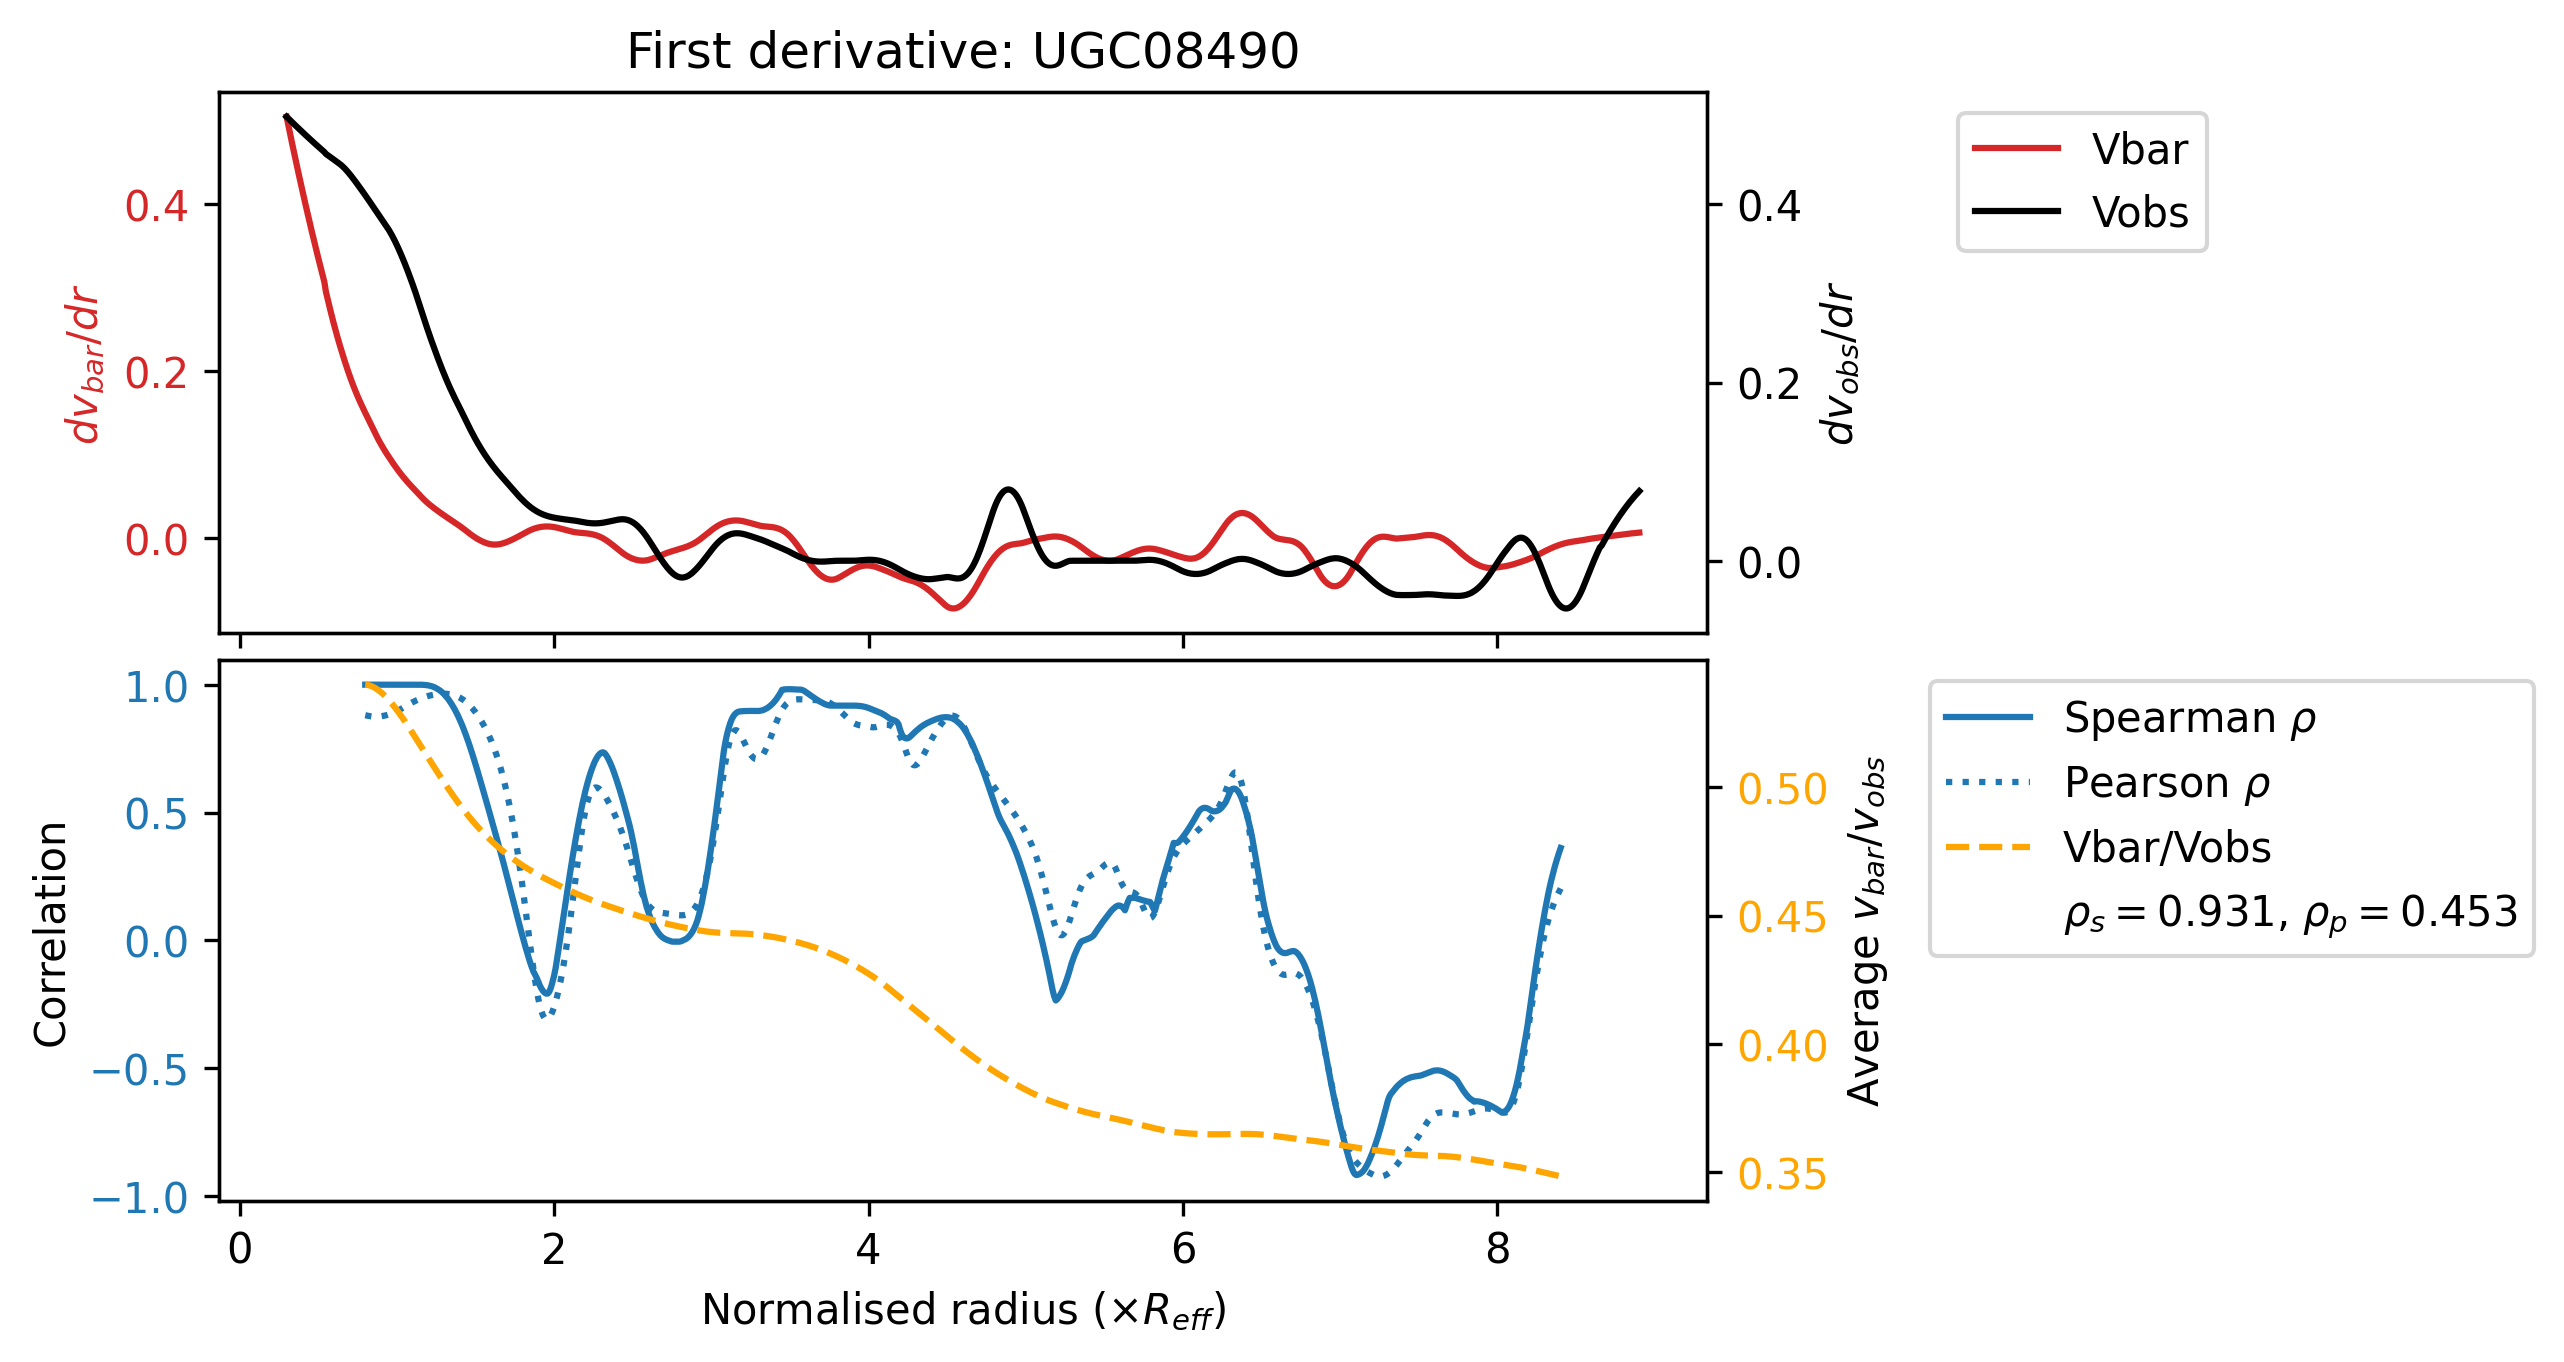 First derivative: UGC08490
0.4
0.2
0.0
dv_bar/dr
0.4
0.2
0.0
dv_obs/dr
Vbar
Vobs
1.0
0.5
0.0
−0.5
−1.0
Correlation
0.50
0.45
0.40
0.35
Average v_bar/v_obs
Spearman ρ
Pearson ρ
Vbar/Vobs
ρ_s = 0.931, ρ_p = 0.453
0 2 4 6 8
Normalised radius (×R_eff)